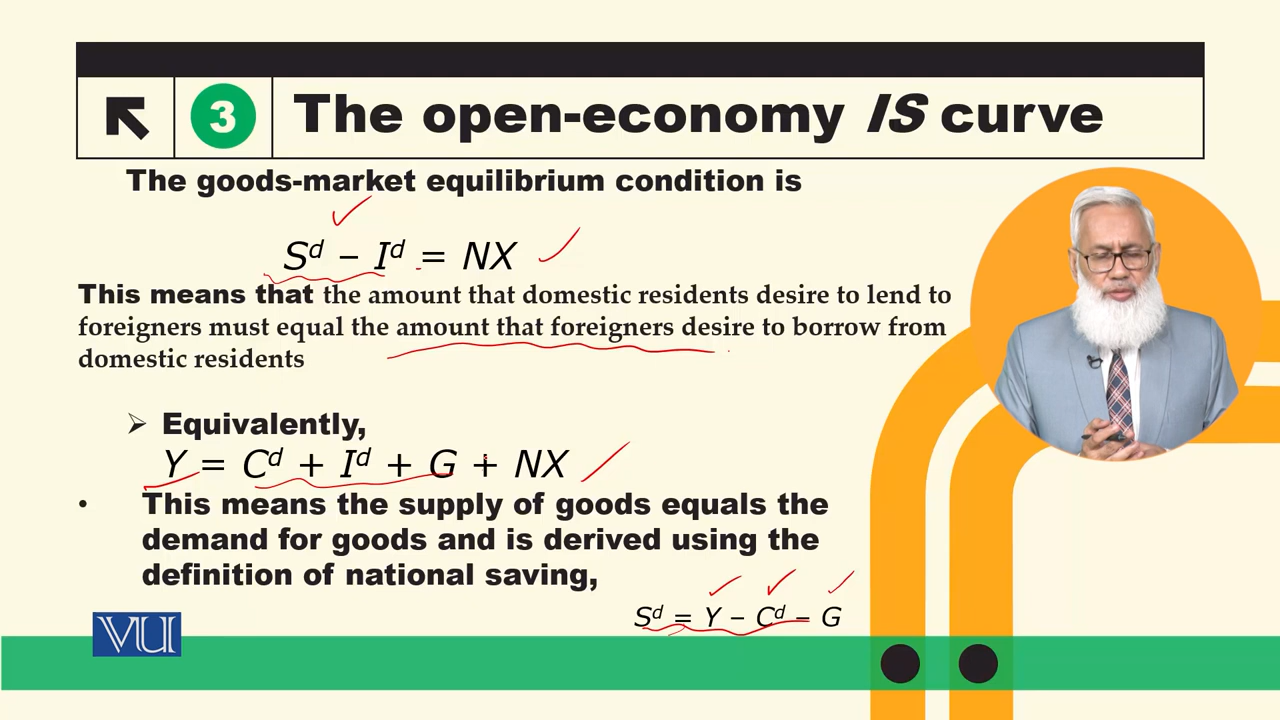 3 The open-economy IS curve
The goods-market equilibrium condition is
Sᵈ – Iᵈ = NX
This means that the amount that domestic residents desire to lend to
foreigners must equal the amount that foreigners desire to borrow from
domestic residents
➢ Equivalently,
Y = Cᵈ + Iᵈ + G + NX
• This means the supply of goods equals the
demand for goods and is derived using the
definition of national saving,
Sᵈ = Y – Cᵈ – G
VU